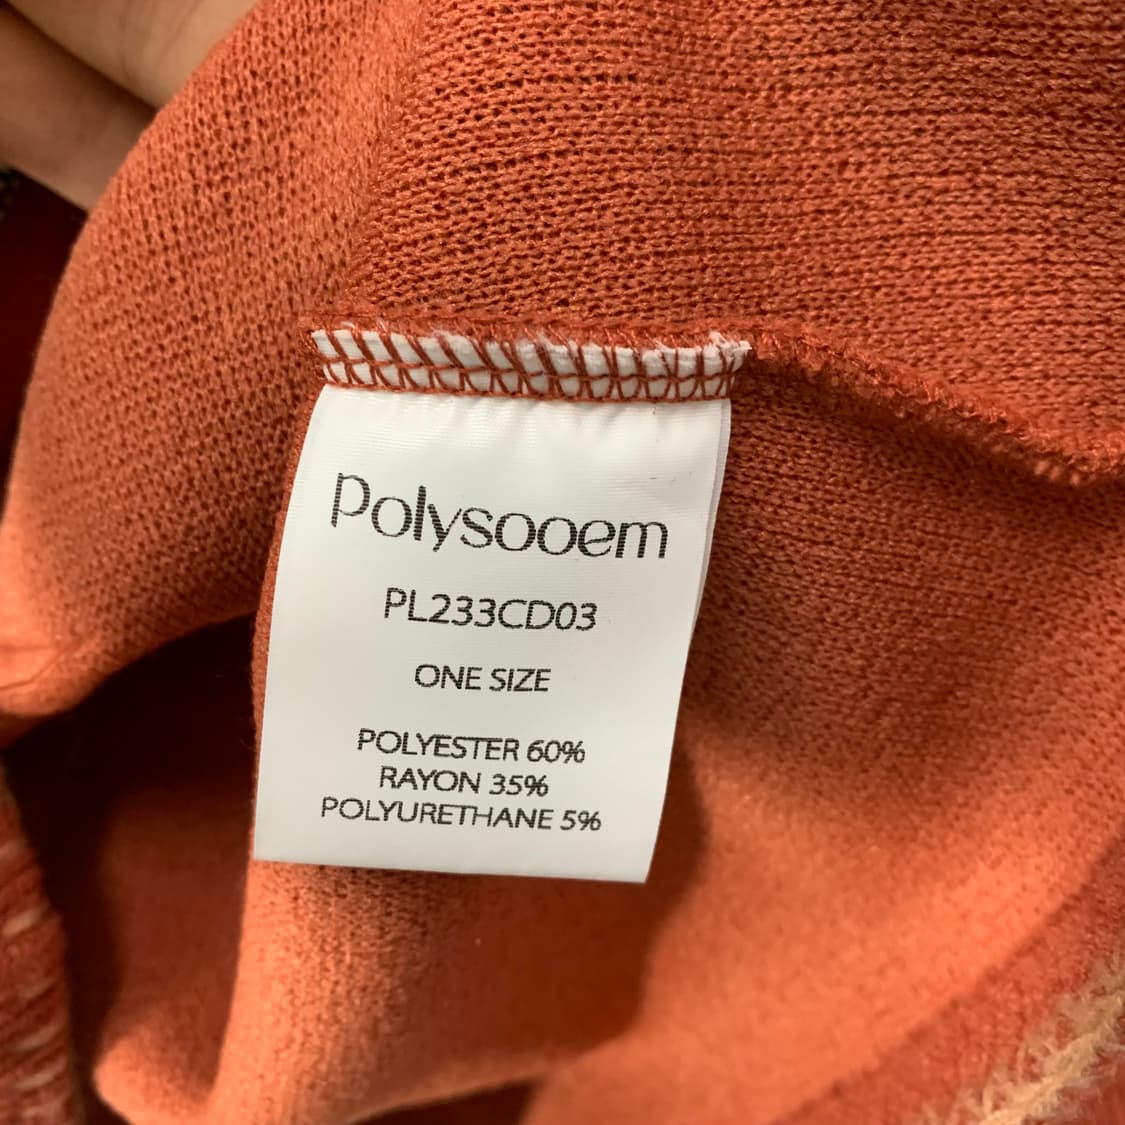 Polysooem
PL233CD03
ONE SIZE
POLYESTER 60%
RAYON 35%
POLYURETHANE 5%